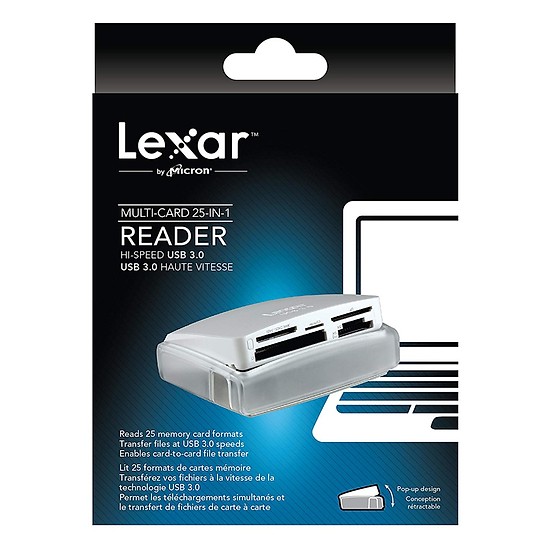 Lexar™
by Micron®
MULTI-CARD 25-IN-1
READER
HI-SPEED USB 3.0
USB 3.0 HAUTE VITESSE
Lexar
Reads 25 memory card formats
Transfer files at USB 3.0 speeds
Enables card-to-card file transfer
Lit 25 formats de cartes mémoire
Transférez vos fichiers à la vitesse de la
technologie USB 3.0
Permet les téléchargements simultanés et
le transfert de fichiers de carte à carte
Pop-up design
Conception
rétractable